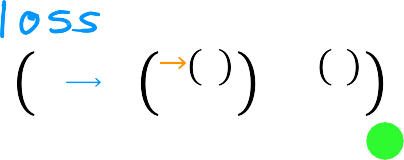 loss
( → ( → ( ) ) ( ) )